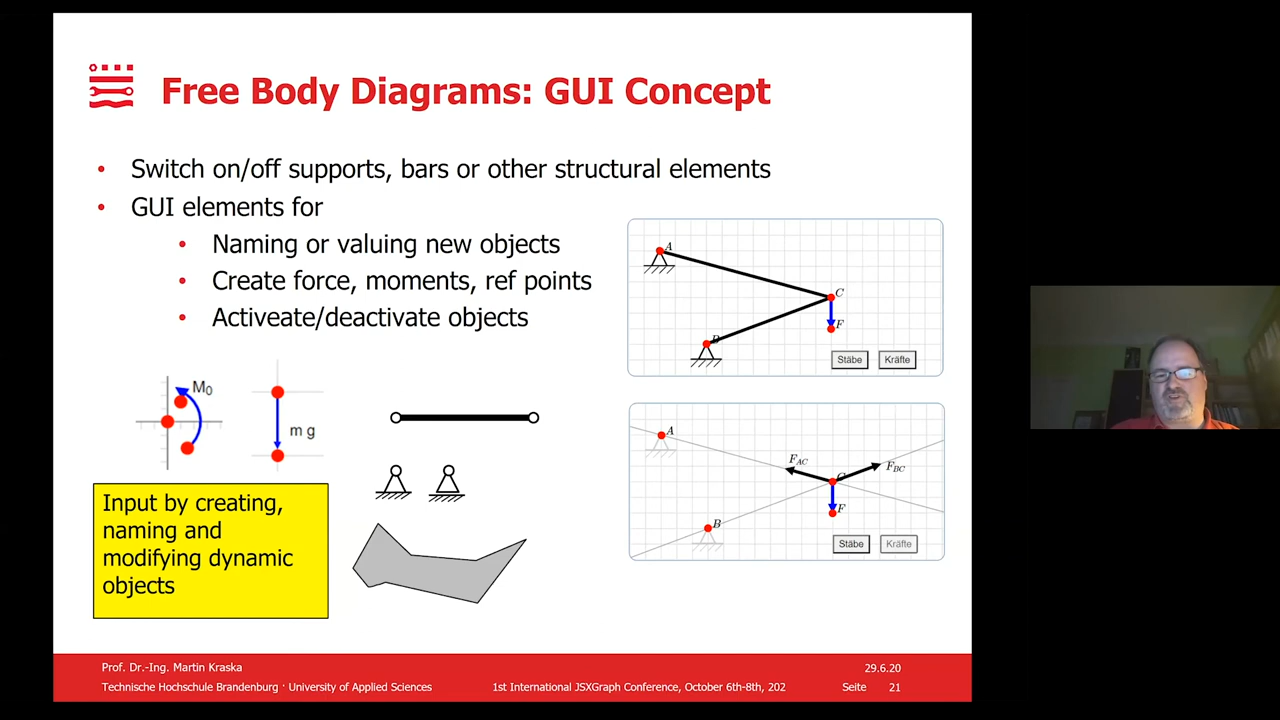 Free Body Diagrams: GUI Concept
• Switch on/off supports, bars or other structural elements
• GUI elements for
• Naming or valuing new objects
• Create force, moments, ref points
• Activeate/deactivate objects
M0
m g
Input by creating,
naming and
modifying dynamic
objects
A
C
B
F
Stäbe Kräfte
A
FAC
C
FBC
F
B
Stäbe Kräfte
Prof. Dr.-Ing. Martin Kraska 29.6.20
Technische Hochschule Brandenburg · University of Applied Sciences 1st International JSXGraph Conference, October 6th-8th, 202 Seite 21